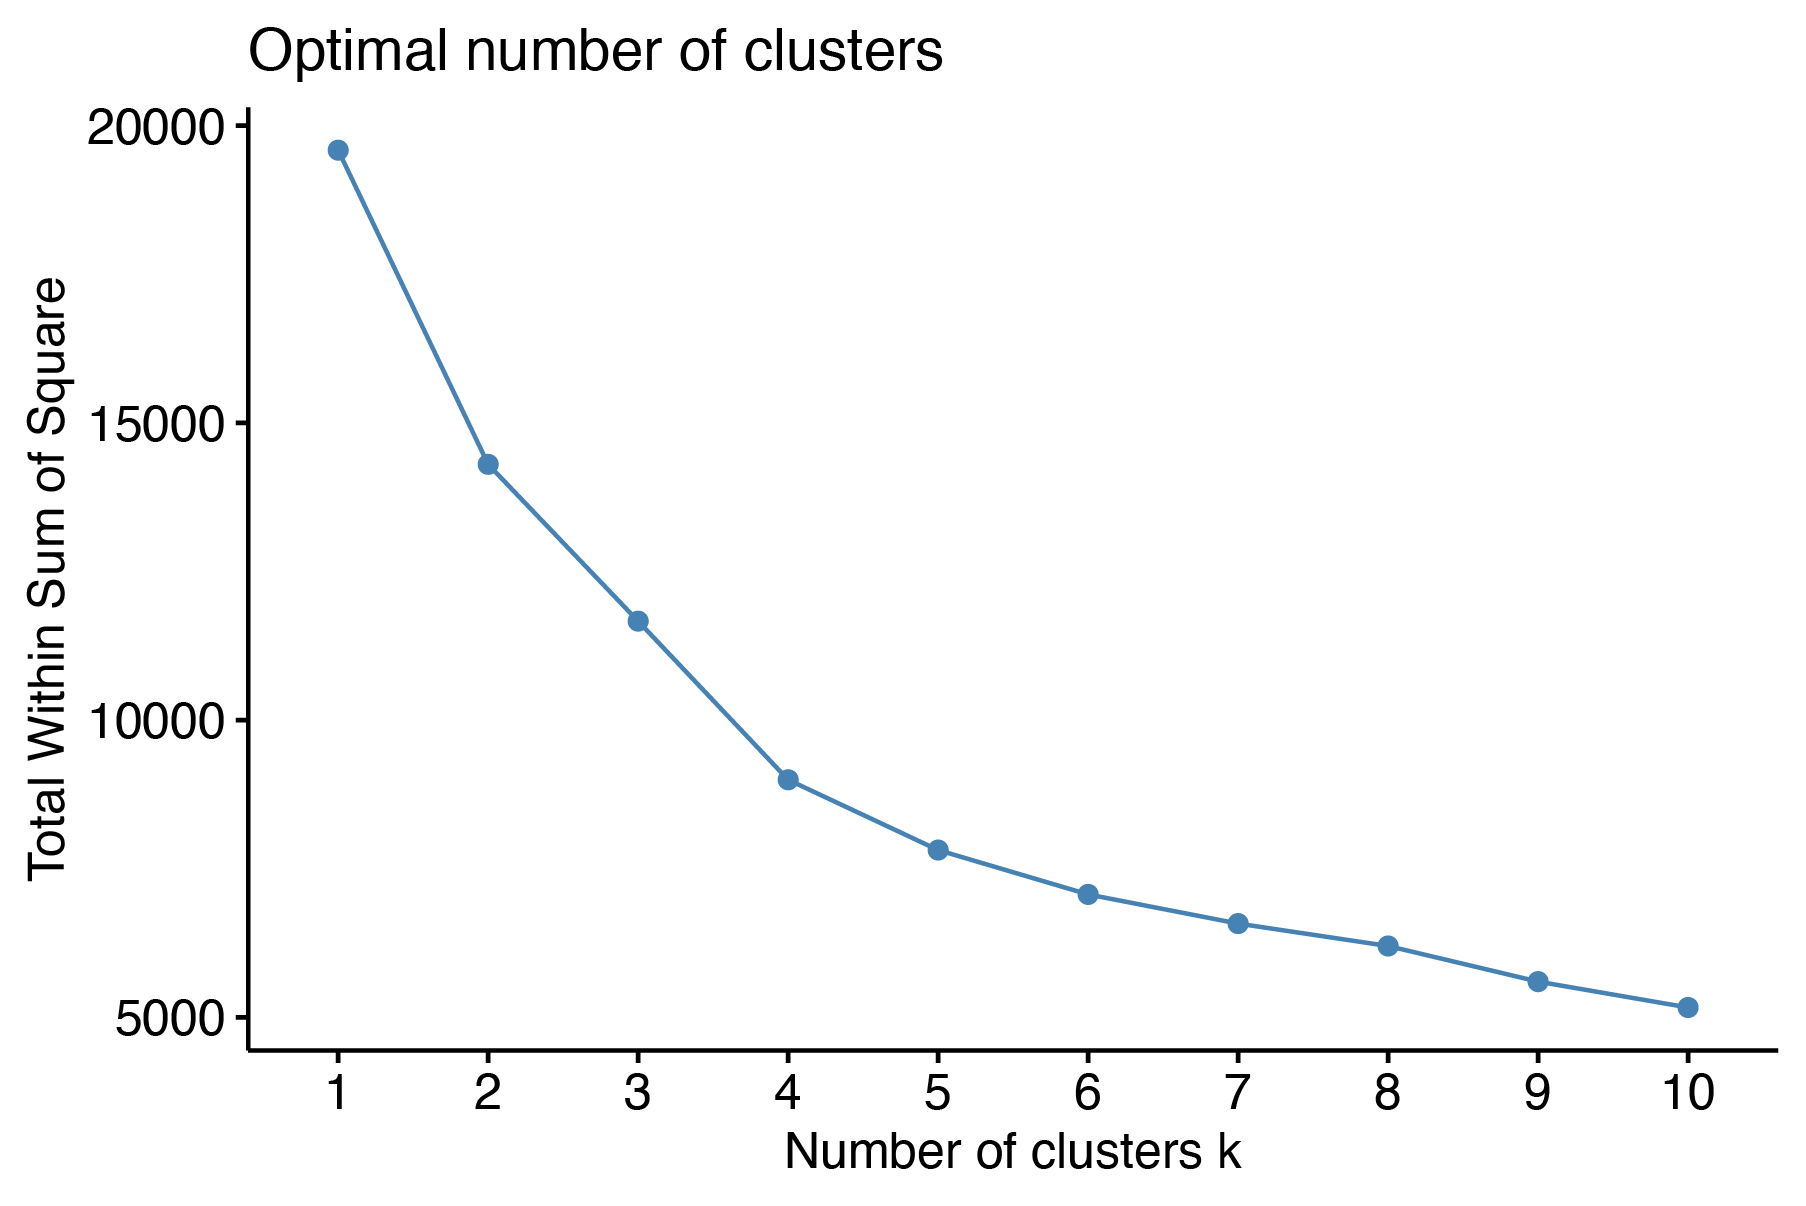 Optimal number of clusters
Total Within Sum of Square
20000
15000
10000
5000
1 2 3 4 5 6 7 8 9 10
Number of clusters k